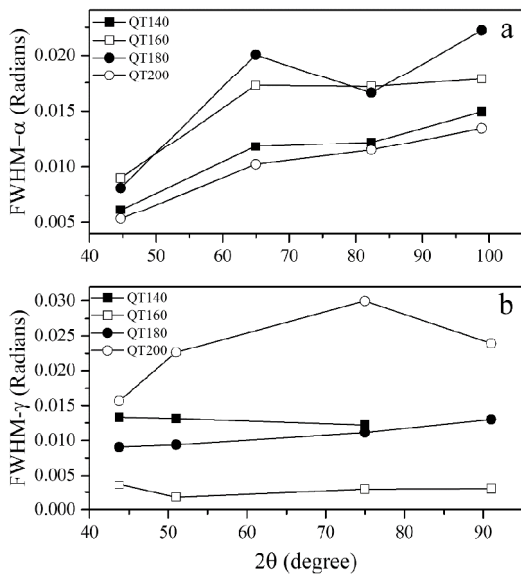 a
QT140
QT160
QT180
QT200
FWHM–α (Radians)
0.020
0.015
0.010
0.005
40 50 60 70 80 90 100
b
QT140
QT160
QT180
QT200
FWHM-γ (Radians)
0.030
0.025
0.020
0.015
0.010
0.005
0.000
40 50 60 70 80 90
2θ (degree)